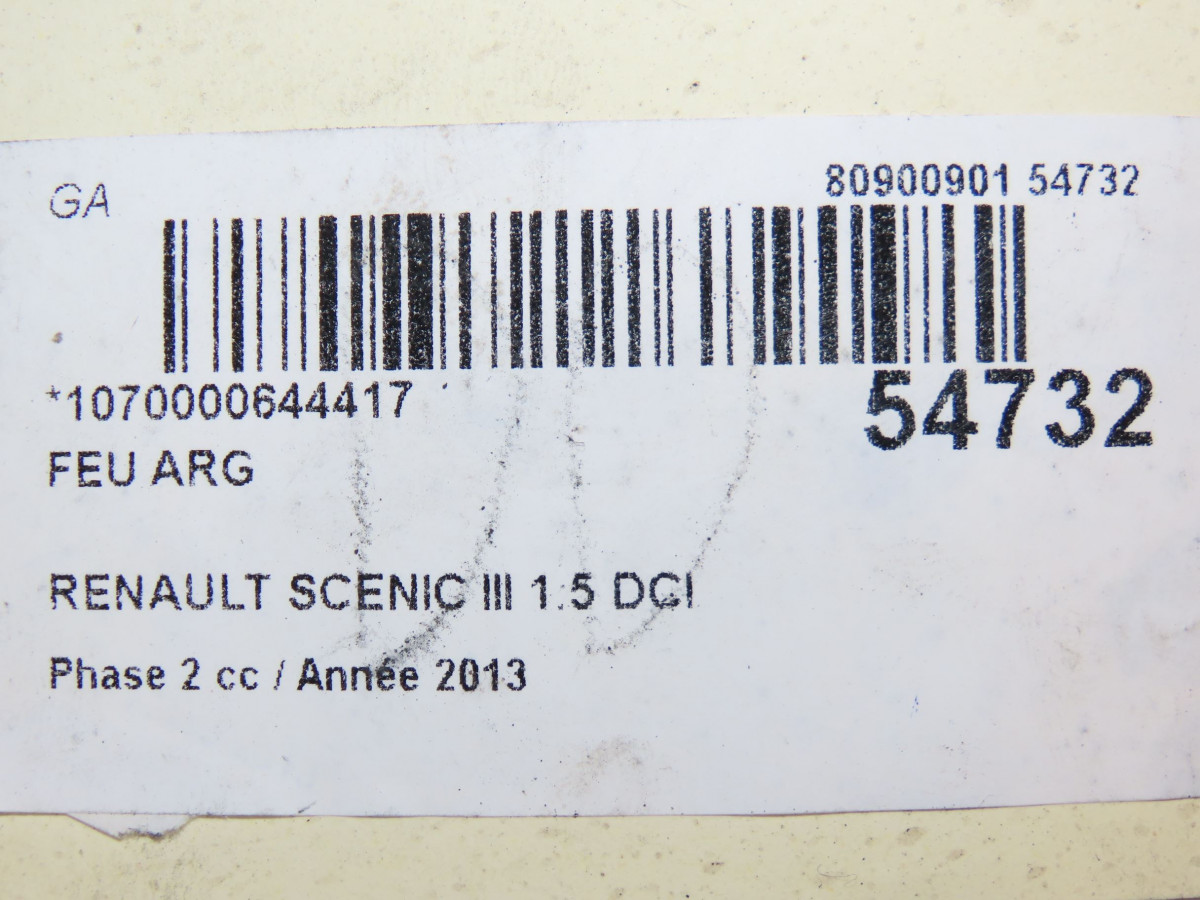 GA
80900901 54732
*1070000644417
54732
FEU ARG
RENAULT SCENIC III 1.5 DCI
Phase 2 cc / Année 2013